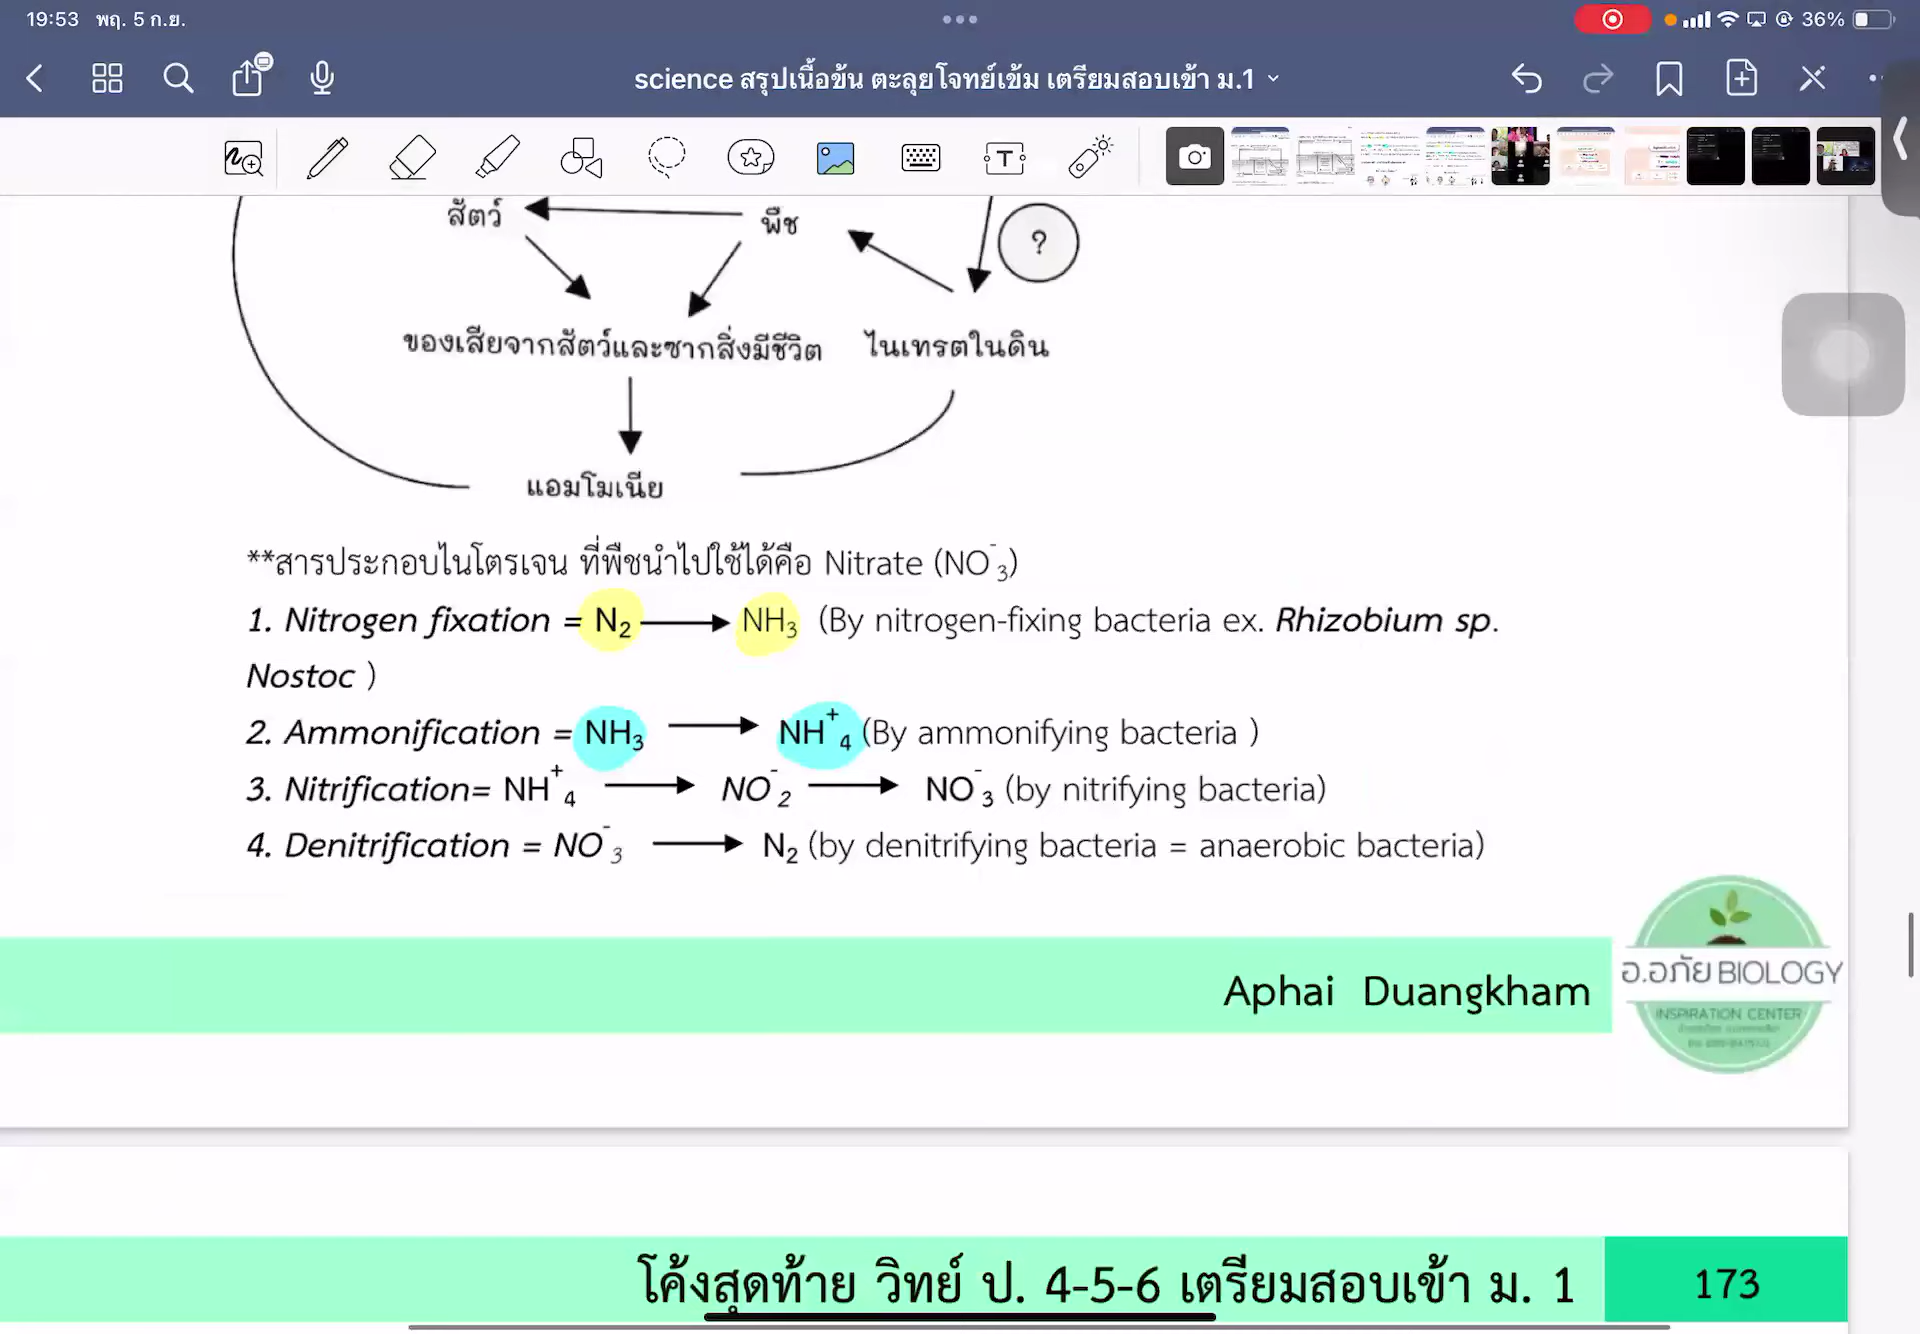 19:53 พฤ. 5 ก.ย.
36%
science สรุปเนื้อข้น ตะลุยโจทย์เข้ม เตรียมสอบเข้า ม.1
สัตว์
พืช
?
ของเสียจากสัตว์และซากสิ่งมีชีวิต
ไนเทรตในดิน
แอมโมเนีย
**สารประกอบไนโตรเจน ที่พืชนำไปใช้ได้คือ Nitrate (NO⁻₃)
1. Nitrogen fixation = N₂ ⟶ NH₃ (By nitrogen-fixing bacteria ex. Rhizobium sp.
Nostoc )
2. Ammonification = NH₃ ⟶ NH⁺₄ (By ammonifying bacteria )
3. Nitrification= NH⁺₄ ⟶ NO⁻₂ ⟶ NO⁻₃ (by nitrifying bacteria)
4. Denitrification = NO⁻₃ ⟶ N₂ (by denitrifying bacteria = anaerobic bacteria)
Aphai Duangkham
อ.อภัย BIOLOGY
INSPIRATION CENTER
โค้งสุดท้าย วิทย์ ป. 4-5-6 เตรียมสอบเข้า ม. 1
173